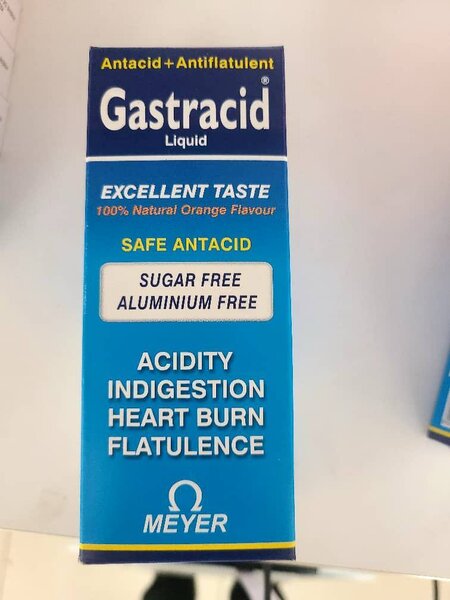 Antacid+Antiflatulent
Gastracid®
Liquid
EXCELLENT TASTE
100% Natural Orange Flavour
SAFE ANTACID
SUGAR FREE
ALUMINIUM FREE
ACIDITY
INDIGESTION
HEART BURN
FLATULENCE
MEYER